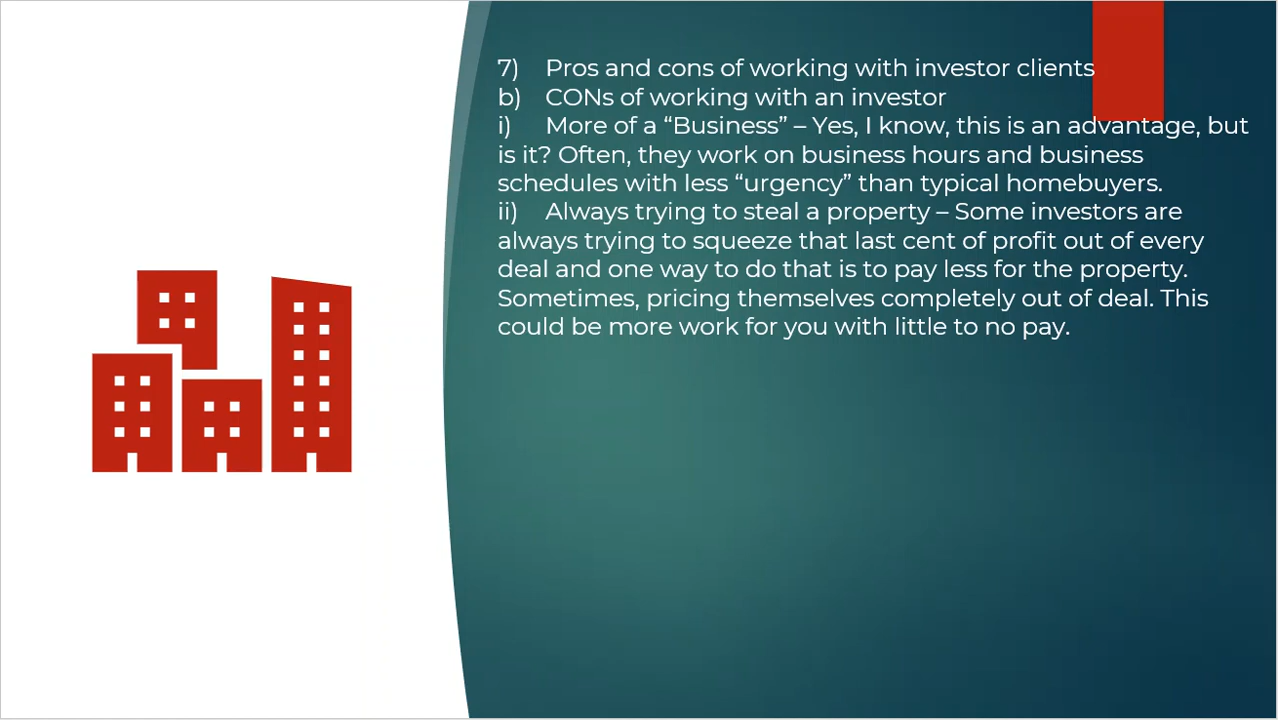 7) Pros and cons of working with investor clients
b) CONs of working with an investor
i) More of a “Business” – Yes, I know, this is an advantage, but
is it? Often, they work on business hours and business
schedules with less “urgency” than typical homebuyers.
ii) Always trying to steal a property – Some investors are
always trying to squeeze that last cent of profit out of every
deal and one way to do that is to pay less for the property.
Sometimes, pricing themselves completely out of deal. This
could be more work for you with little to no pay.